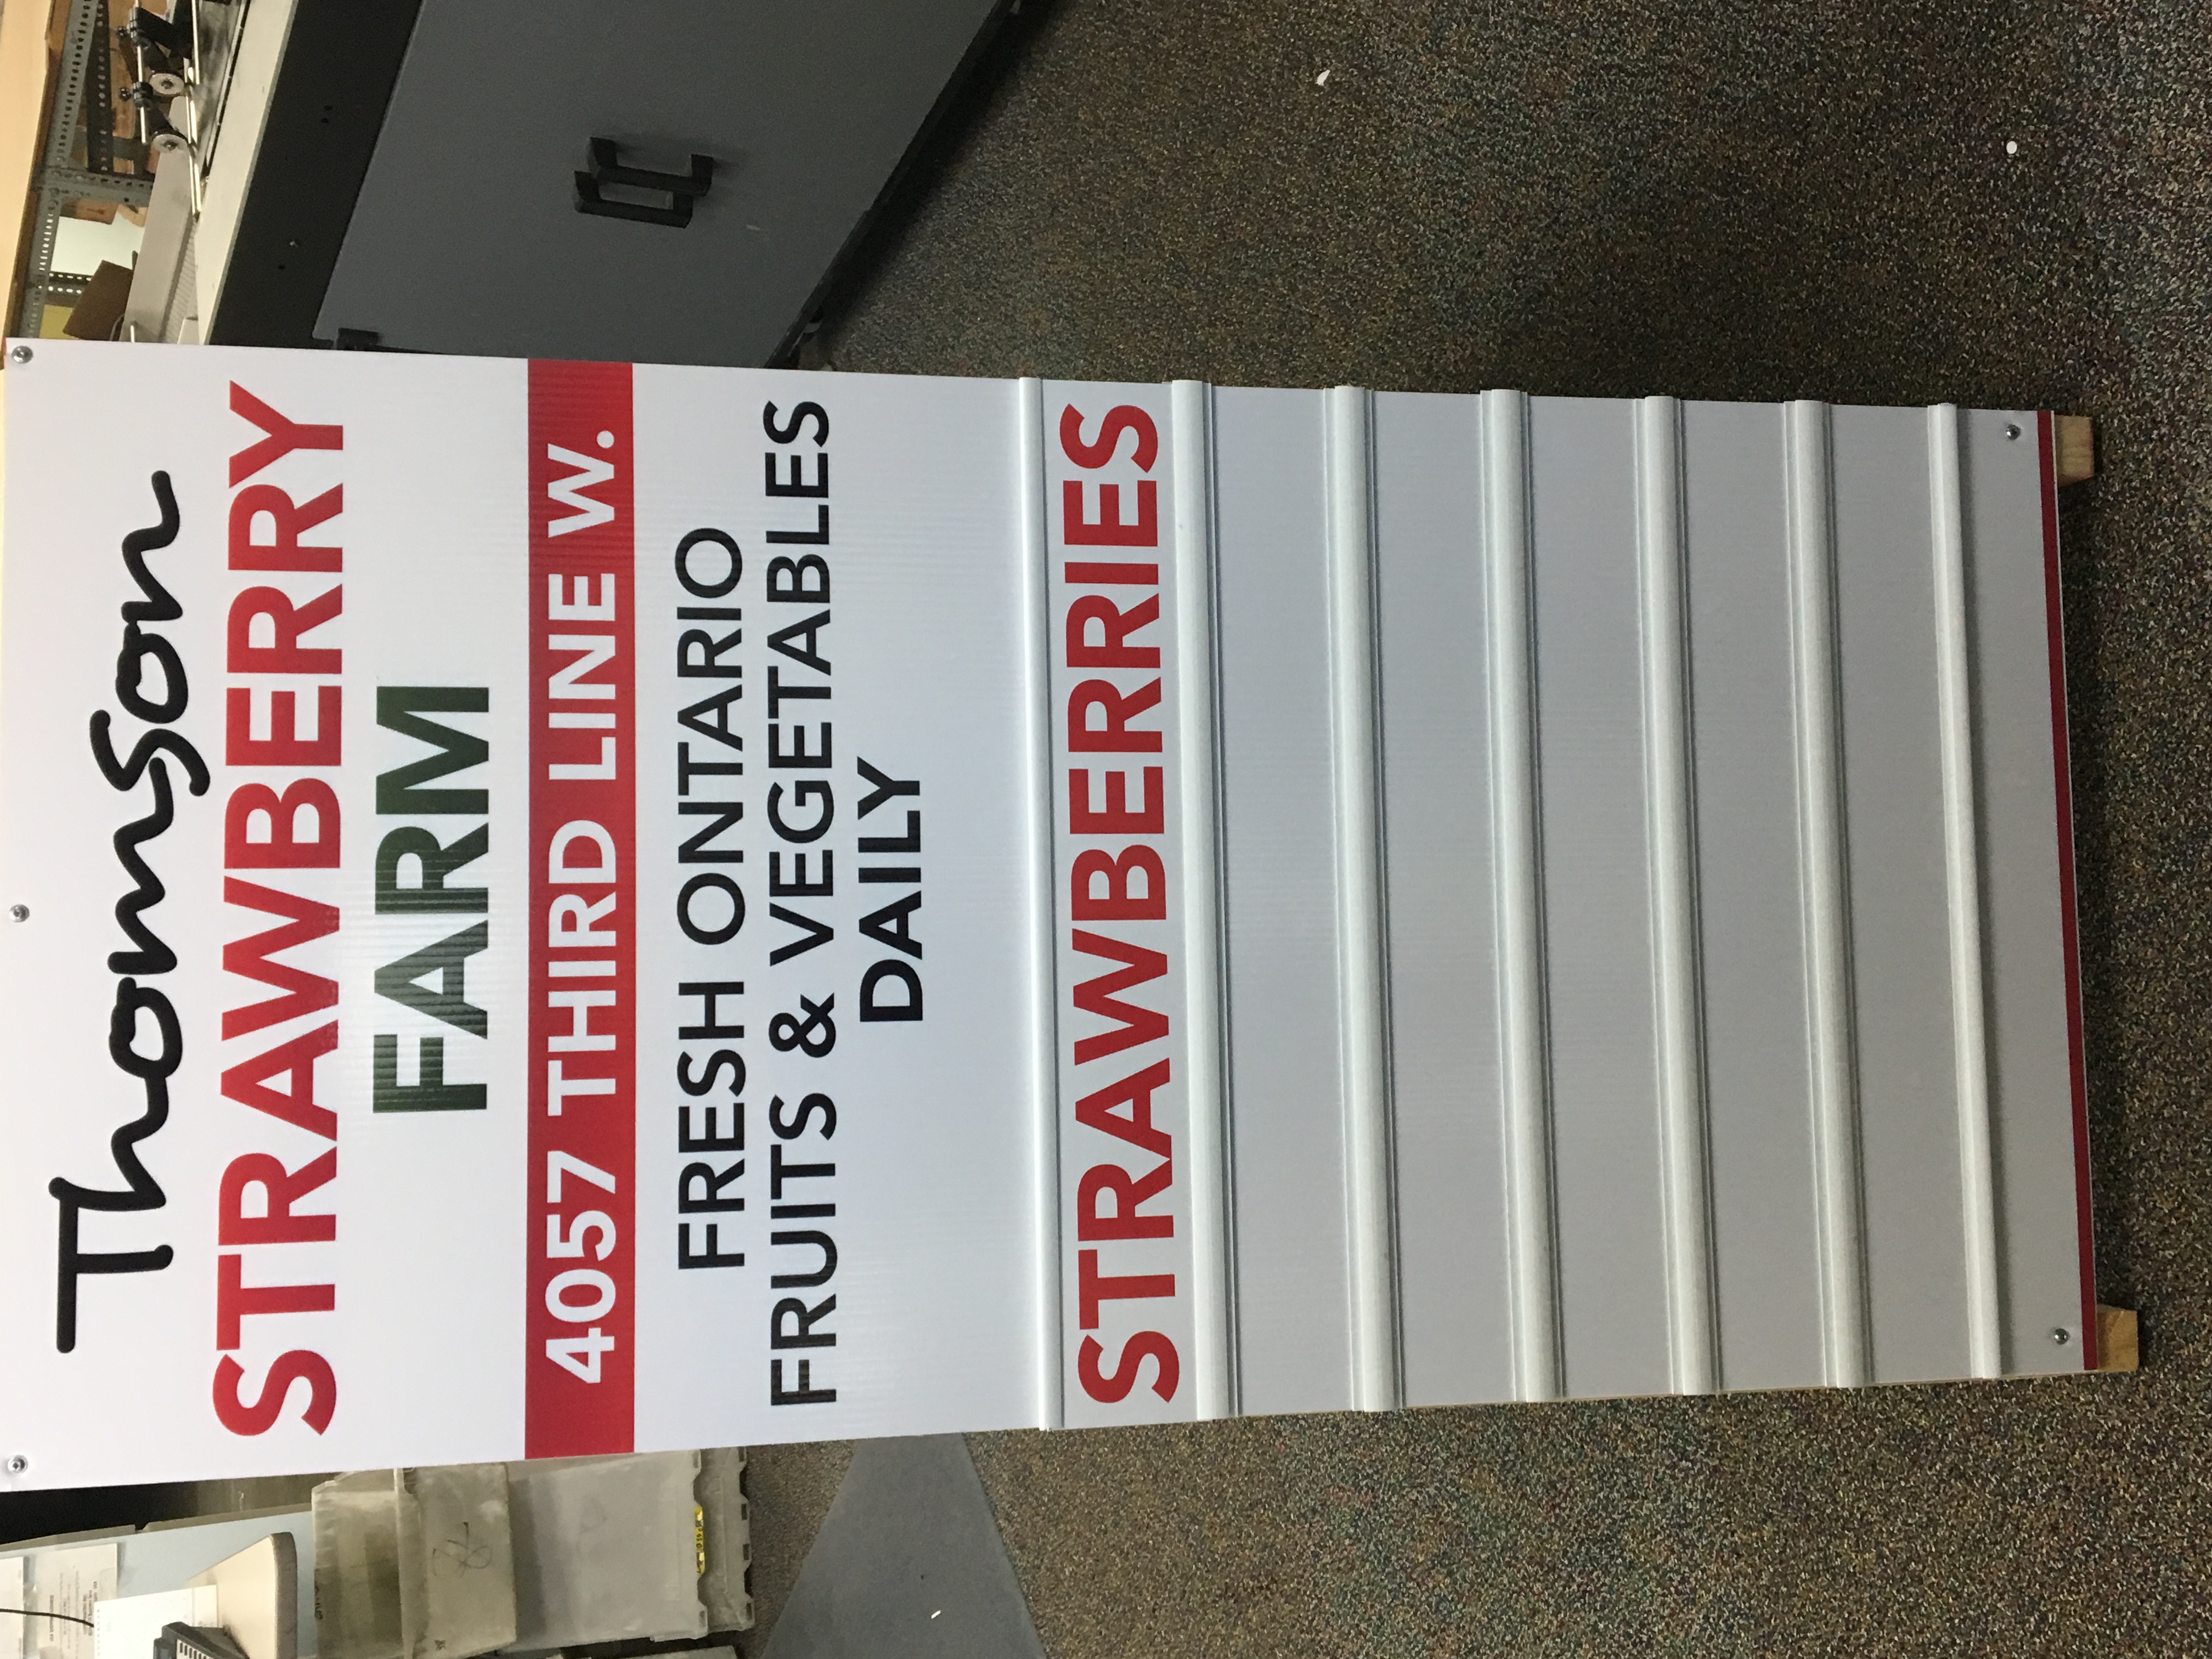 Thomson
STRAWBERRY
FARM
4057 THIRD LINE W.
FRESH ONTARIO
FRUITS & VEGETABLES
DAILY
STRAWBERRIES